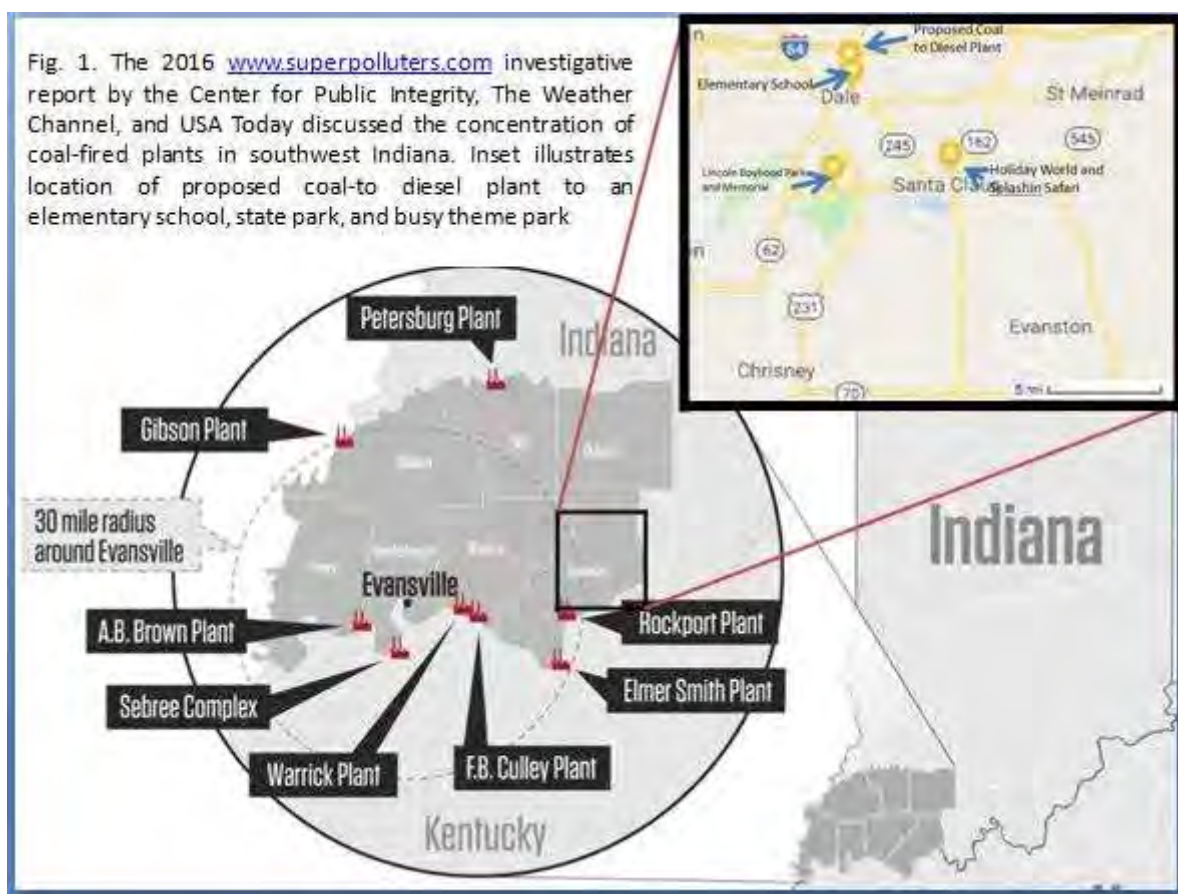 Fig. 1. The 2016 www.superpolluters.com investigative
report by the Center for Public Integrity, The Weather
Channel, and USA Today discussed the concentration of
coal-fired plants in southwest Indiana. Inset illustrates
location of proposed coal-to diesel plant to an
elementary school, state park, and busy theme park
Proposed Coal
to Diesel Plant
64
Elementary School
Dale
St Meinrad
245
162
545
Lincoln Boyhood Park
and Memorial
Holiday World and
Splashin Safari
Santa Claus
62
231
Evanston
Chrisney
70
5 mi
Petersburg Plant
Indiana
Gibson Plant
30 mile radius
around Evansville
Evansville
A.B. Brown Plant
Rockport Plant
Sebree Complex
Elmer Smith Plant
Warrick Plant
F.B. Culley Plant
Kentucky
Indiana